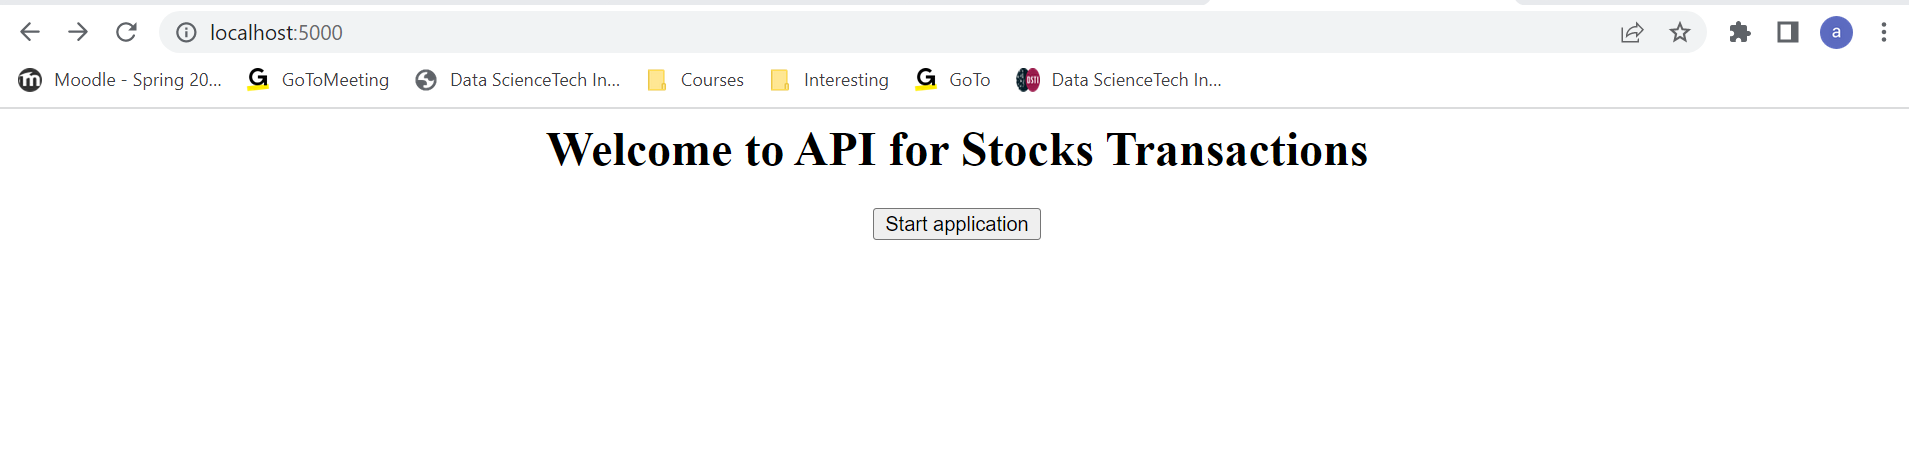 localhost:5000
a
Moodle - Spring 20... GoToMeeting Data ScienceTech In... Courses Interesting GoTo DSTI Data ScienceTech In...
Welcome to API for Stocks Transactions
Start application